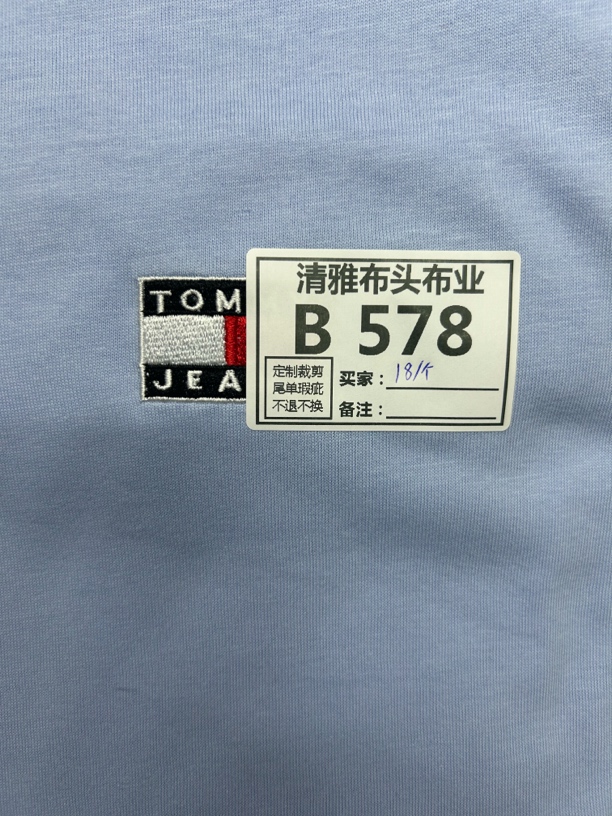 TOM
JEA
清雅布头布业
B 578
定制裁剪
尾单瑕疵
不退不换
买家：18/
备注：